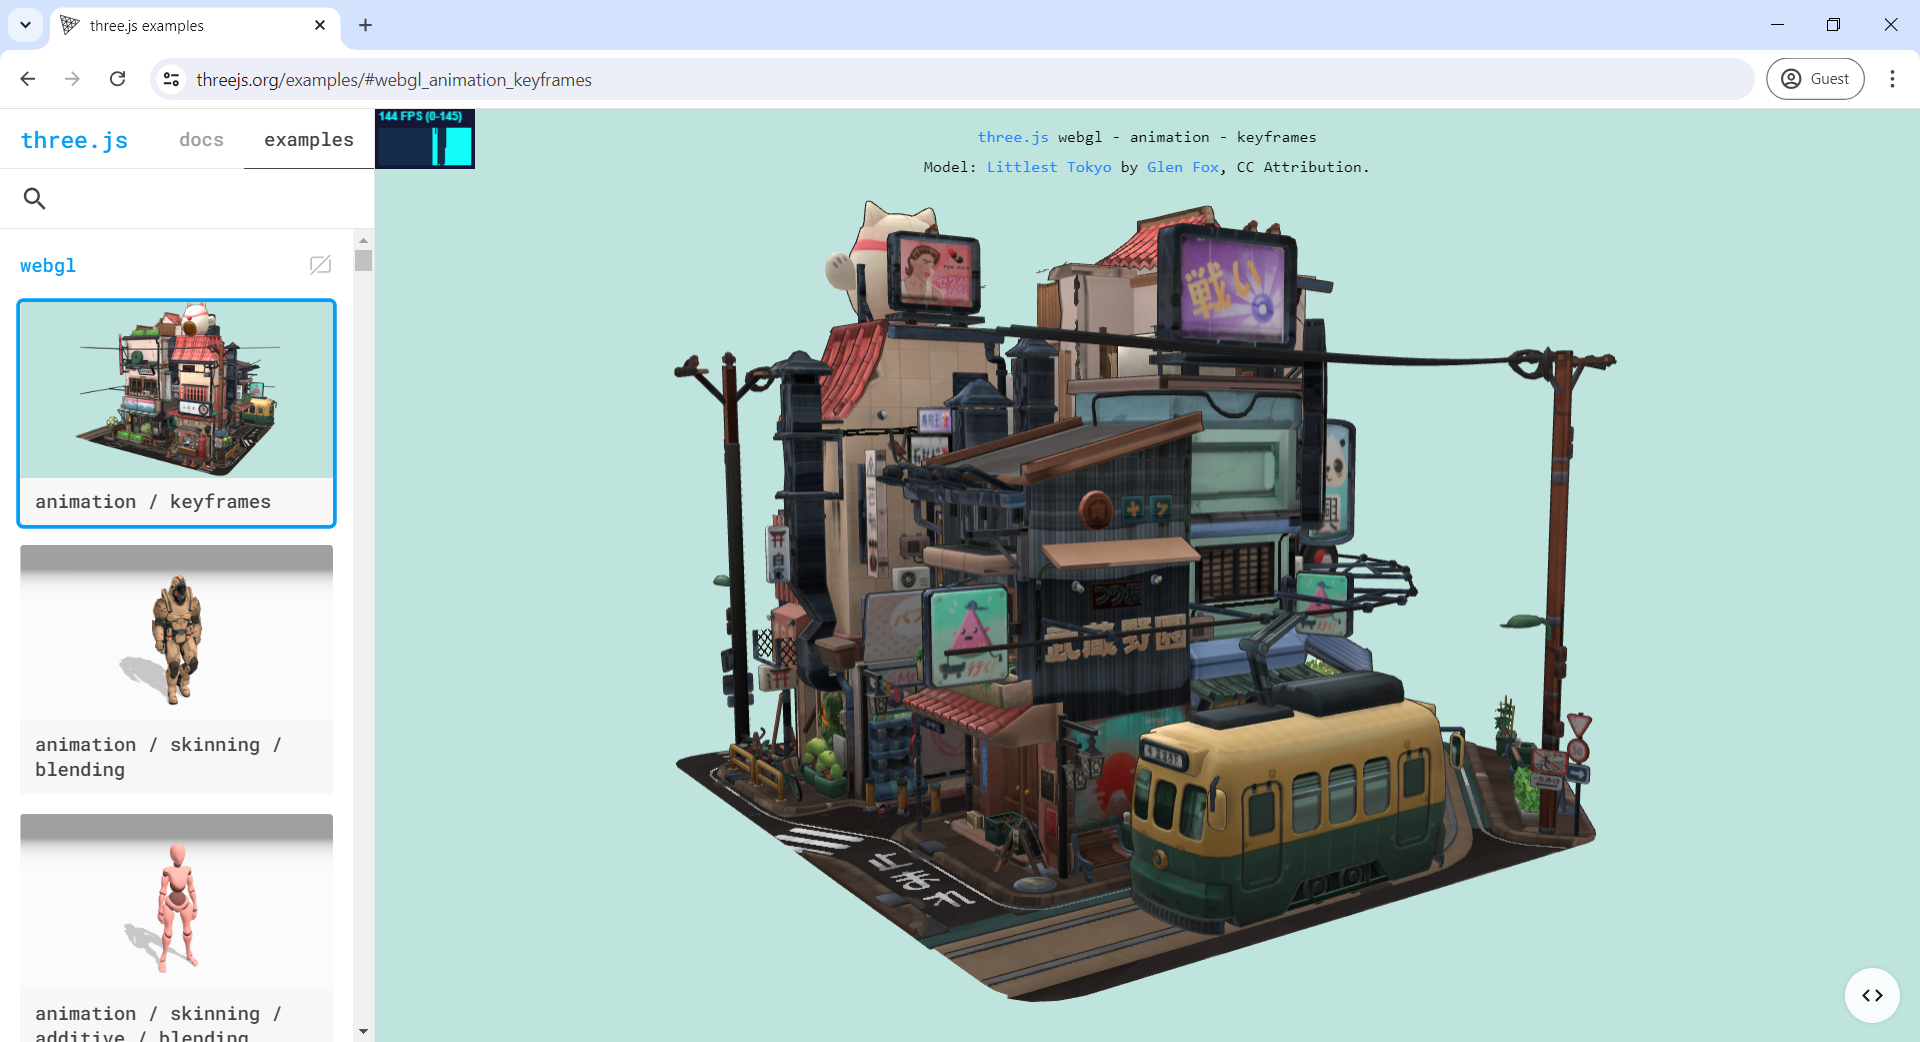 three.js examples
threejs.org/examples/#webgl_animation_keyframes
Guest
three.js
docs
examples
webgl
animation / keyframes
animation / skinning /
blending
animation / skinning /
additive / blending
144 FPS (0-145)
three.js webgl - animation - keyframes
Model: Littlest Tokyo by Glen Fox, CC Attribution.
戦い